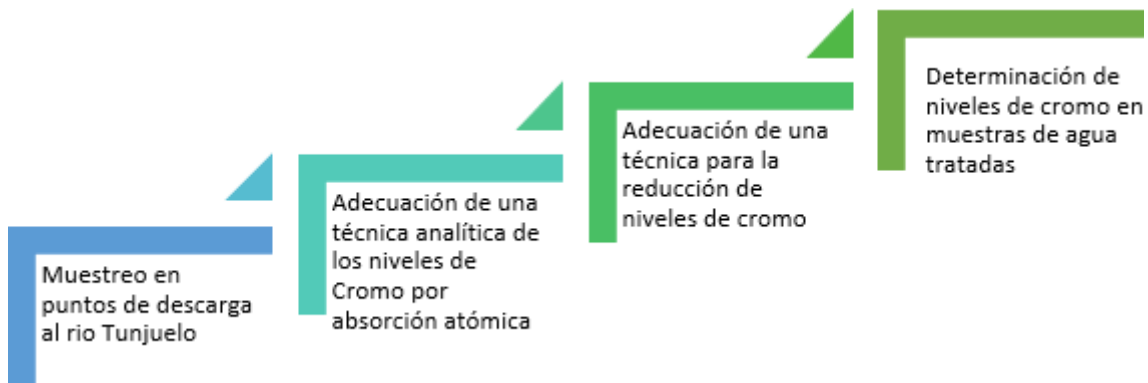 Muestreo en
puntos de descarga
al rio Tunjuelo
Adecuación de una
técnica analítica de
los niveles de
Cromo por
absorción atómica
Adecuación de una
técnica para la
reducción de
niveles de cromo
Determinación de
niveles de cromo en
muestras de agua
tratadas